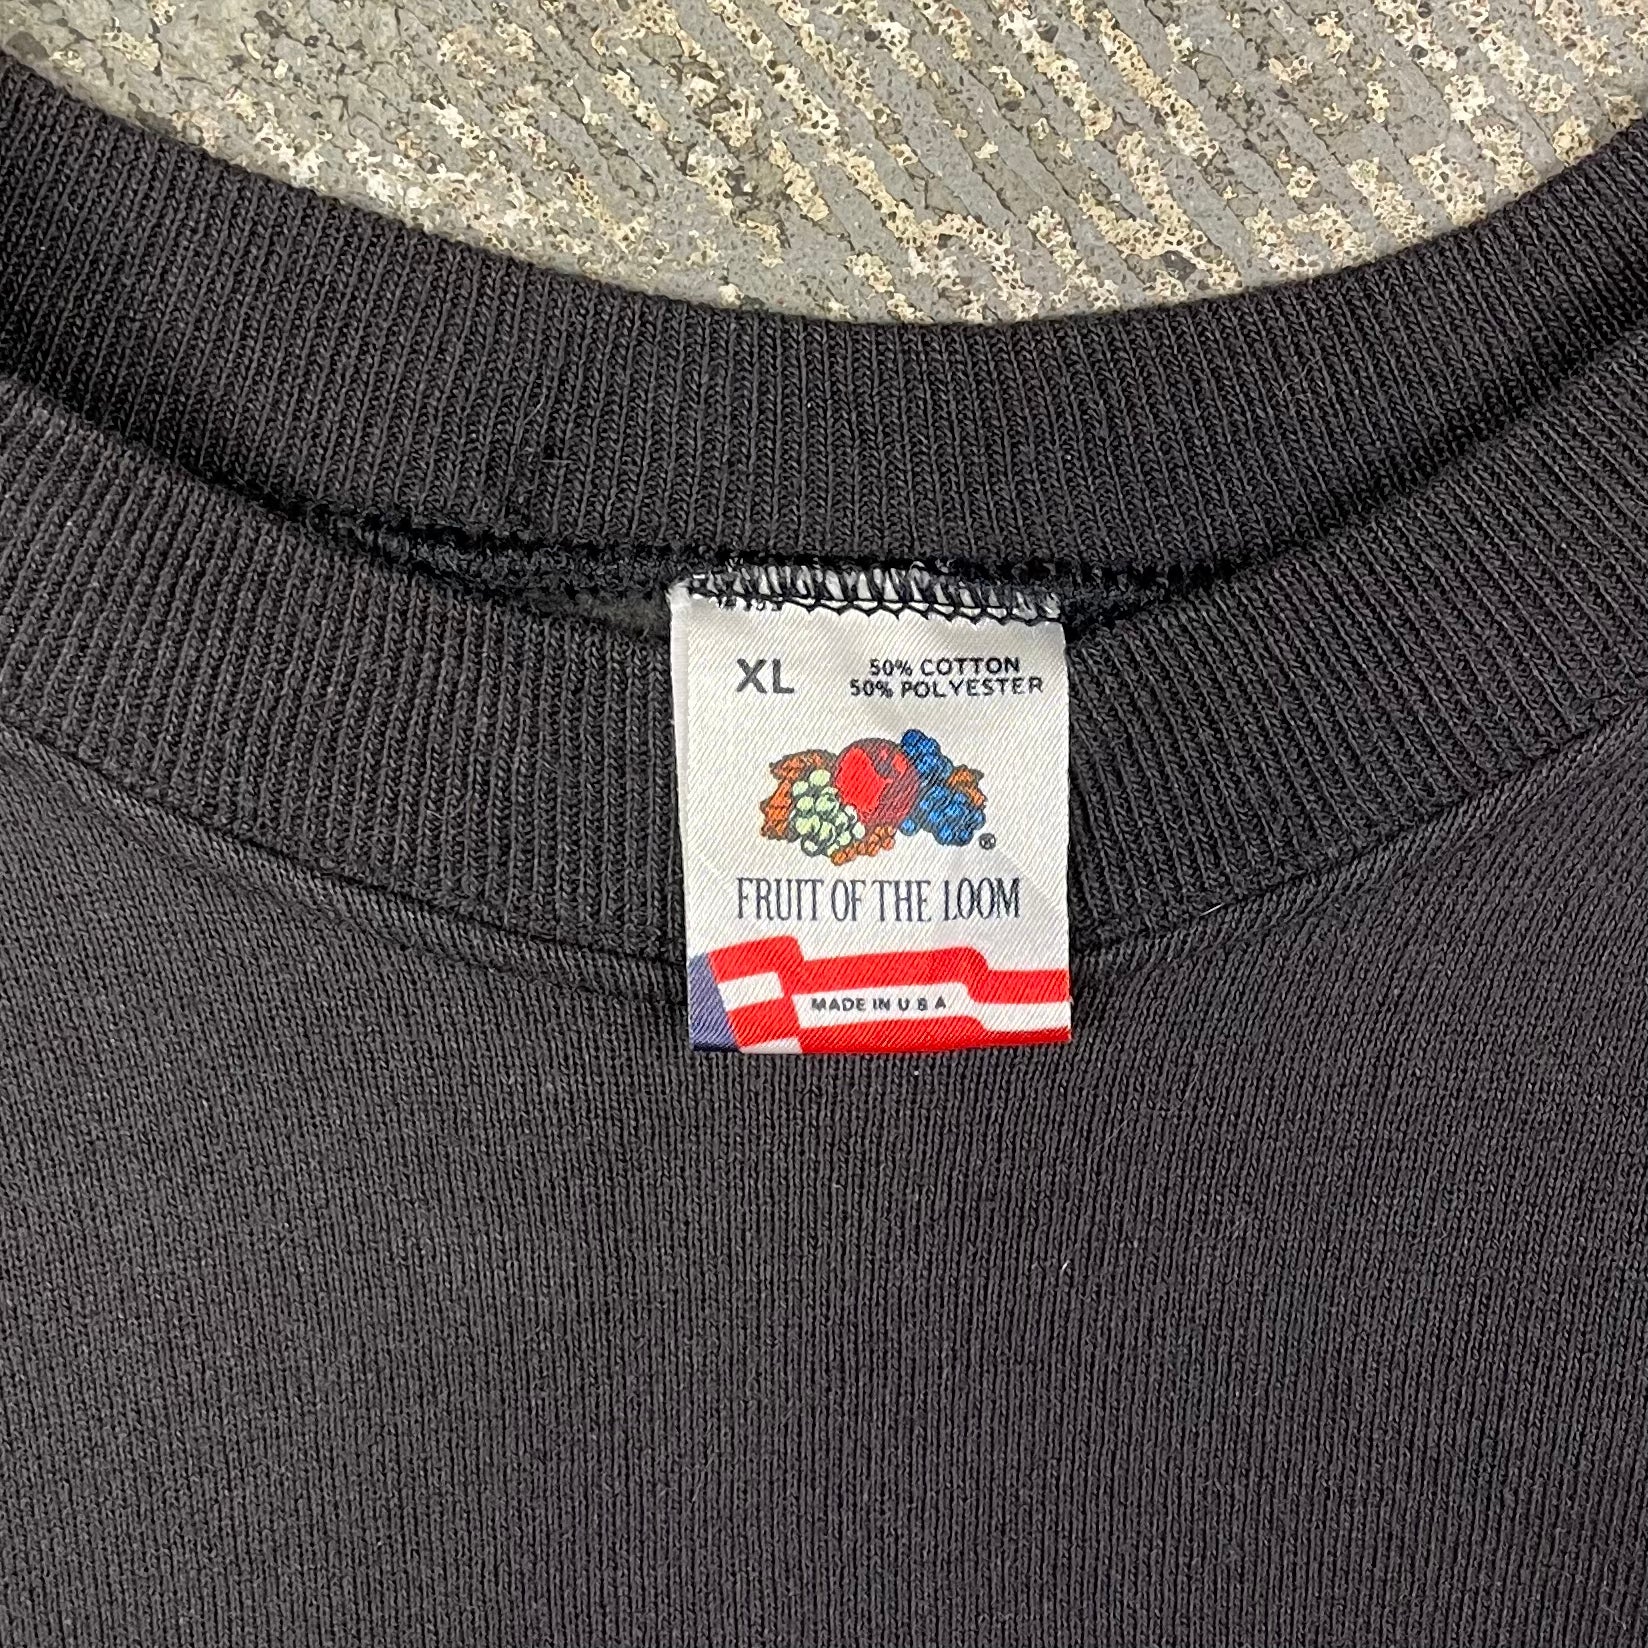 XL
50% COTTON
50% POLYESTER
®
FRUIT OF THE LOOM
MADE IN U S A